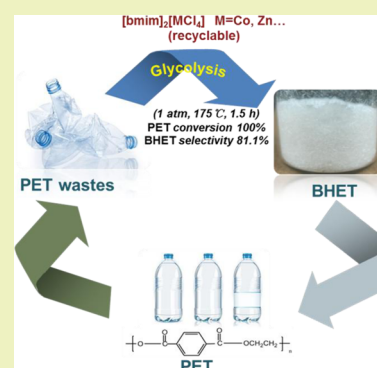 [bmim]₂[MCl₄] M=Co, Zn…
(recyclable)
Glycolysis
(1 atm, 175 ℃, 1.5 h)
PET conversion 100%
BHET selectivity 81.1%
PET wastes
BHET
O
O
O
C
C
OCH₂CH₂
n
PET